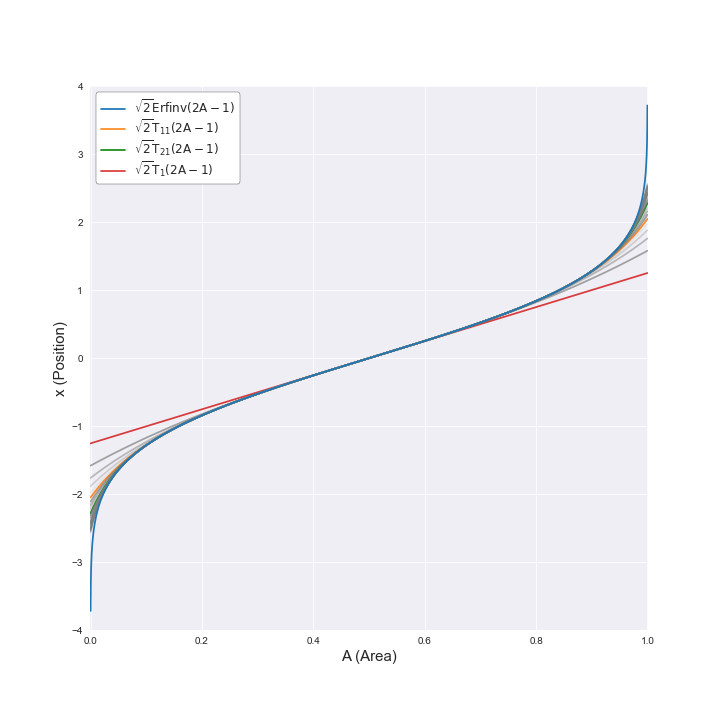 4
√2Erfinv(2A − 1)
√2T₁₁(2A − 1)
√2T₂₁(2A − 1)
√2T₁(2A − 1)
3
2
1
0
−1
−2
−3
−4
x (Position)
0.0 0.2 0.4 0.6 0.8 1.0
A (Area)